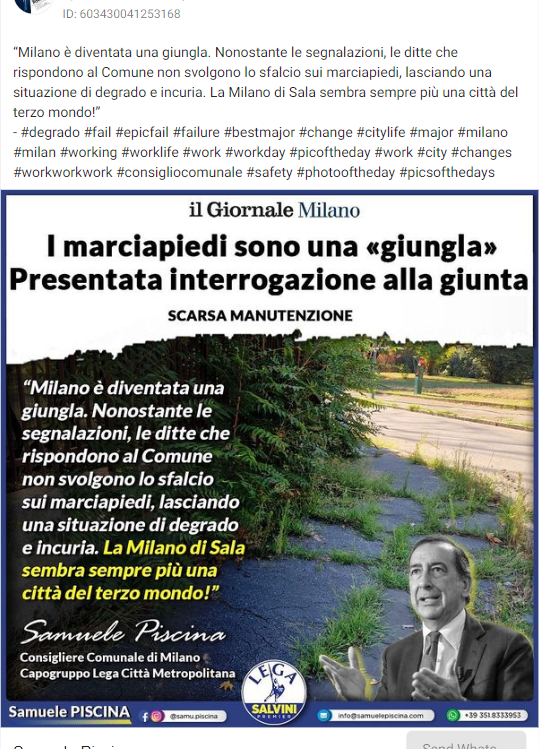 ID: 603430041253168
“Milano è diventata una giungla. Nonostante le segnalazioni, le ditte che
rispondono al Comune non svolgono lo sfalcio sui marciapiedi, lasciando una
situazione di degrado e incuria. La Milano di Sala sembra sempre più una città del
terzo mondo!”
- #degrado #fail #epicfail #failure #bestmajor #change #citylife #major #milano
#milan #working #worklife #work #workday #picoftheday #work #city #changes
#workworkwork #consigliocomunale #safety #photooftheday #picsofthedays
il Giornale Milano
I marciapiedi sono una «giungla»
Presentata interrogazione alla giunta
SCARSA MANUTENZIONE
“Milano è diventata una
giungla. Nonostante le
segnalazioni, le ditte che
rispondono al Comune
non svolgono lo sfalcio
sui marciapiedi, lasciando
una situazione di degrado
e incuria. La Milano di Sala
sembra sempre più una
città del terzo mondo!”
Samuele Piscina
Consigliere Comunale di Milano
Capogruppo Lega Città Metropolitana
LEGA
SALVINI
PREMIER
Samuele PISCINA
@samu.piscina
info@samuelepiscina.com
+39 351.8333953